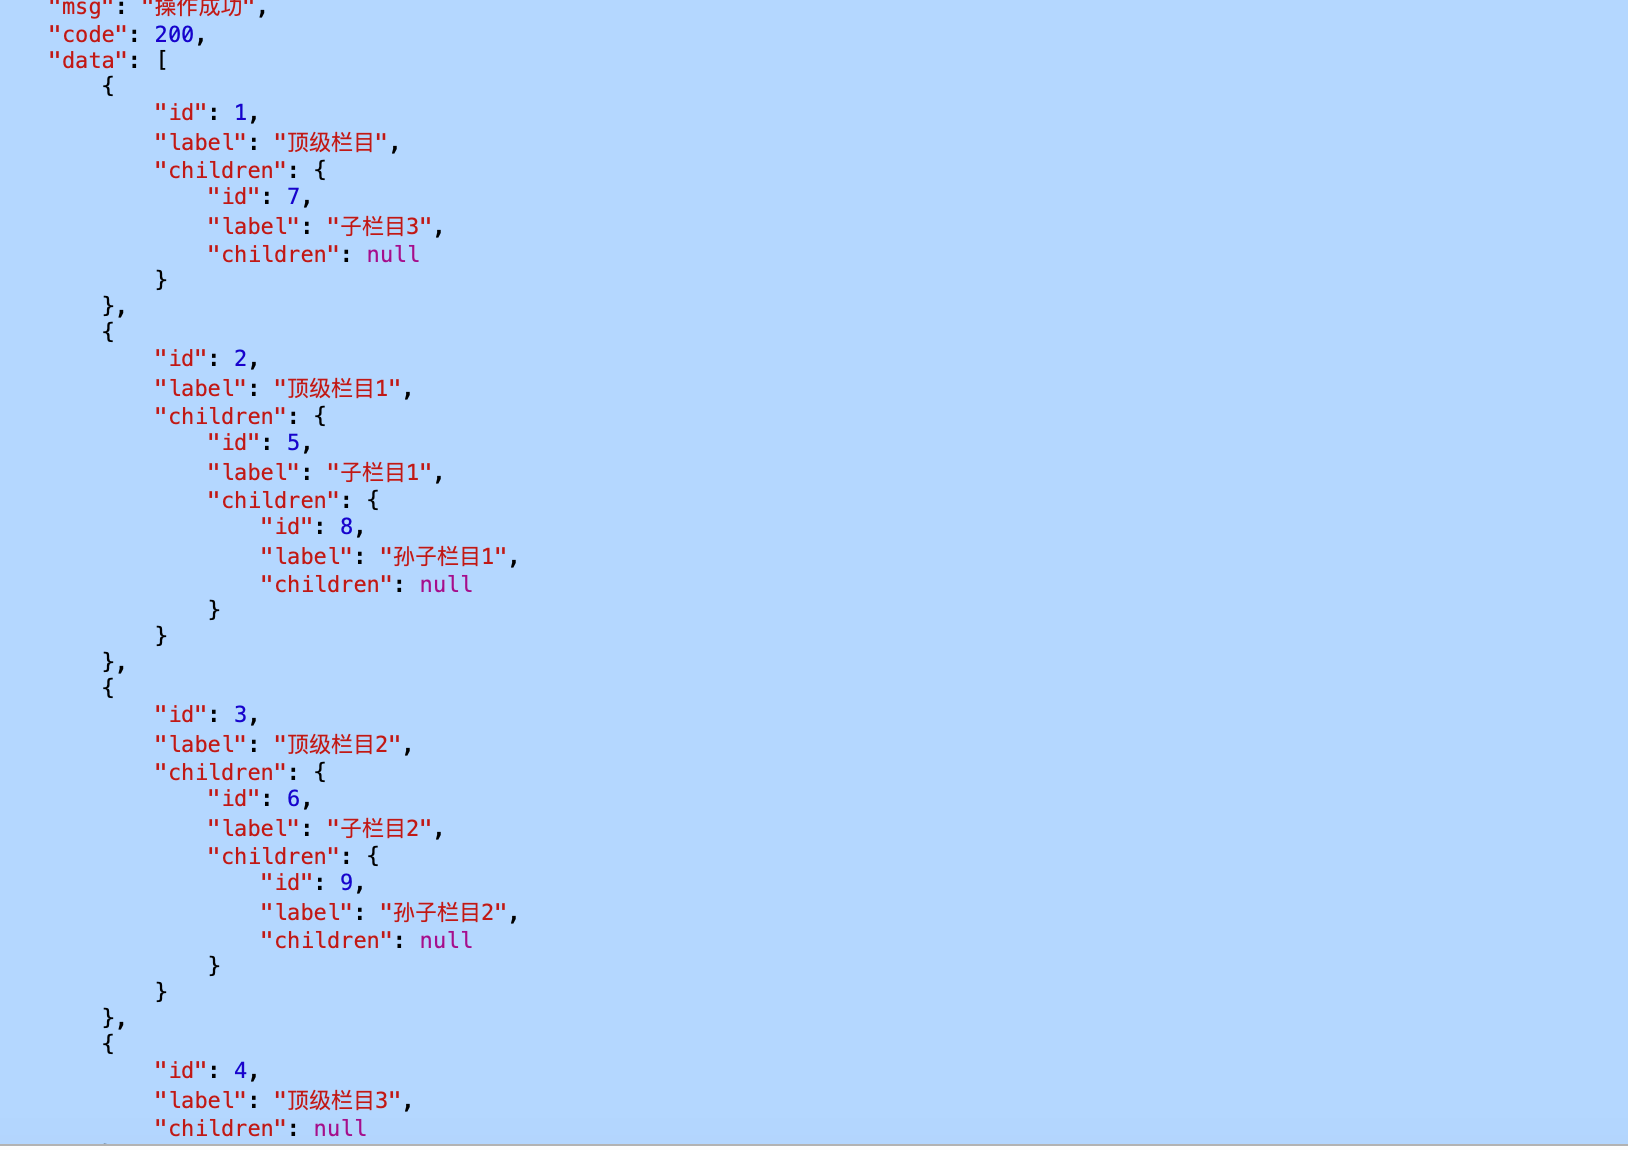 "msg": "操作成功",
"code": 200,
"data": [
{
"id": 1,
"label": "顶级栏目",
"children": {
"id": 7,
"label": "子栏目3",
"children": null
}
},
{
"id": 2,
"label": "顶级栏目1",
"children": {
"id": 5,
"label": "子栏目1",
"children": {
"id": 8,
"label": "孙子栏目1",
"children": null
}
}
},
{
"id": 3,
"label": "顶级栏目2",
"children": {
"id": 6,
"label": "子栏目2",
"children": {
"id": 9,
"label": "孙子栏目2",
"children": null
}
}
},
{
"id": 4,
"label": "顶级栏目3",
"children": null